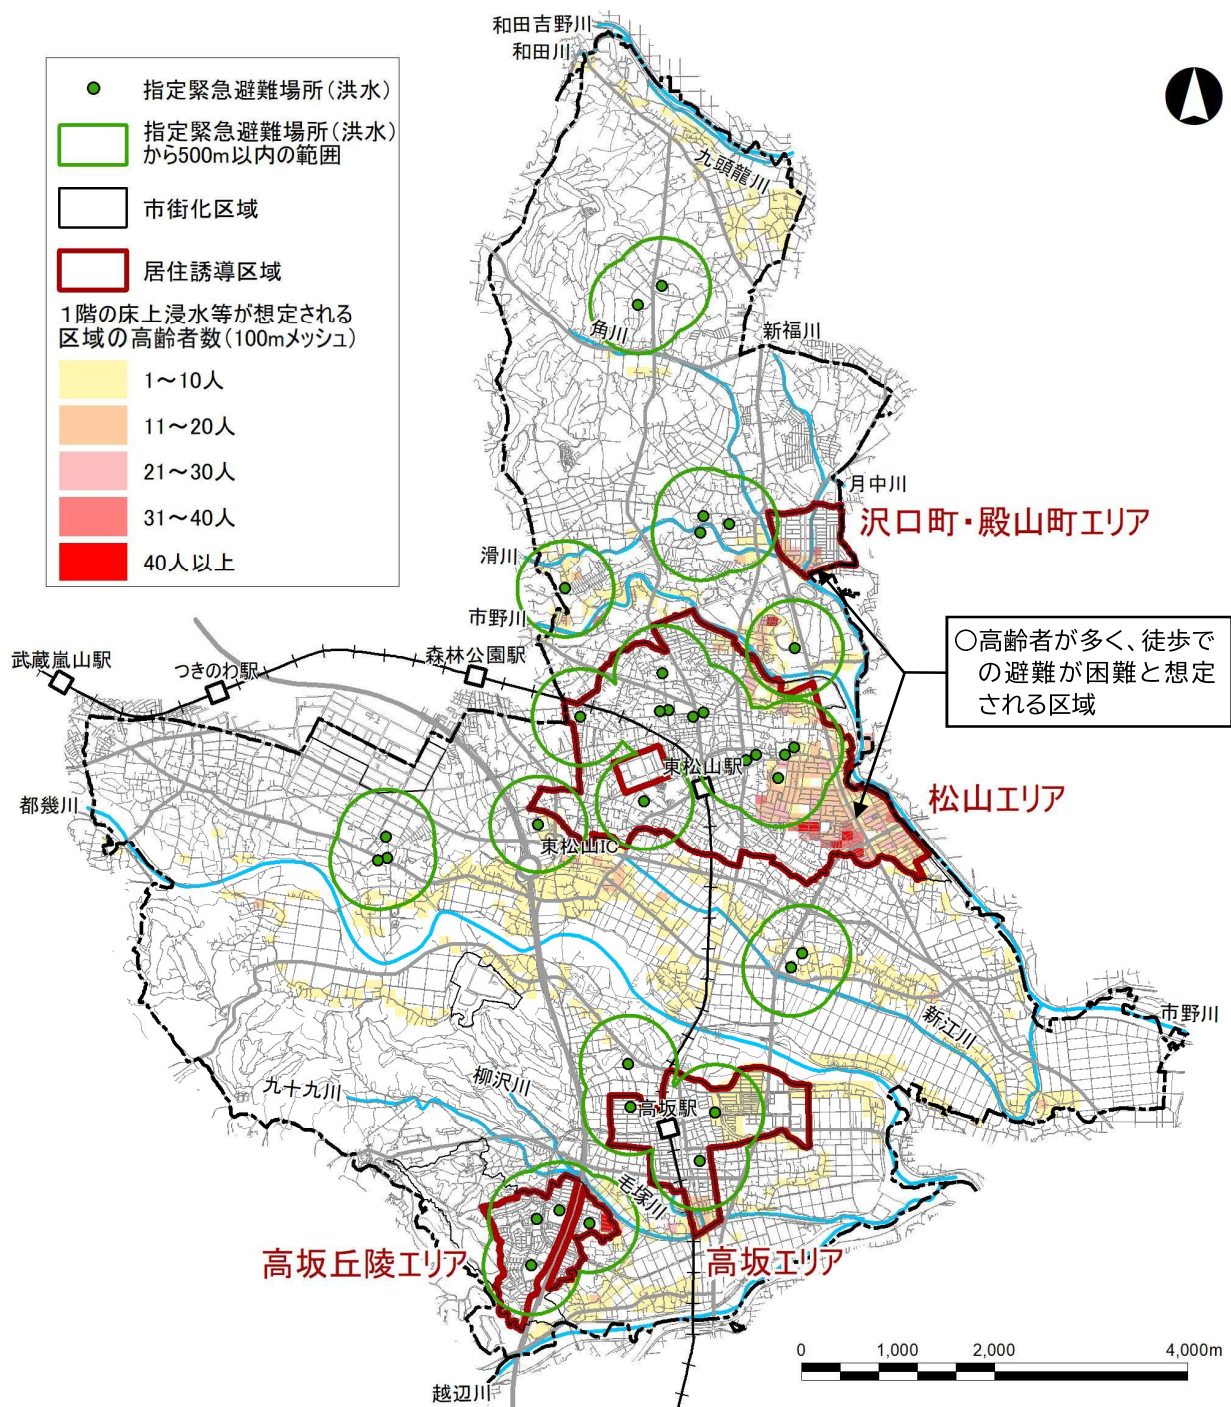 和田吉野川
和田川
指定緊急避難場所(洪水)
指定緊急避難場所(洪水)
から500m以内の範囲
市街化区域
居住誘導区域
1階の床上浸水等が想定される
区域の高齢者数(100mメッシュ)
1～10人
11～20人
21～30人
31～40人
40人以上
九頭龍川
角川
新福川
月中川
沢口町・殿山町エリア
滑川
市野川
○高齢者が多く、徒歩で
の避難が困難と想定
される区域
武蔵嵐山駅
つきのわ駅
森林公園駅
東松山駅
松山エリア
都幾川
東松山IC
新江川
市野川
九十九川
柳沢川
高坂駅
毛塚川
高坂丘陵エリア
高坂エリア
越辺川
0
1,000
2,000
4,000m